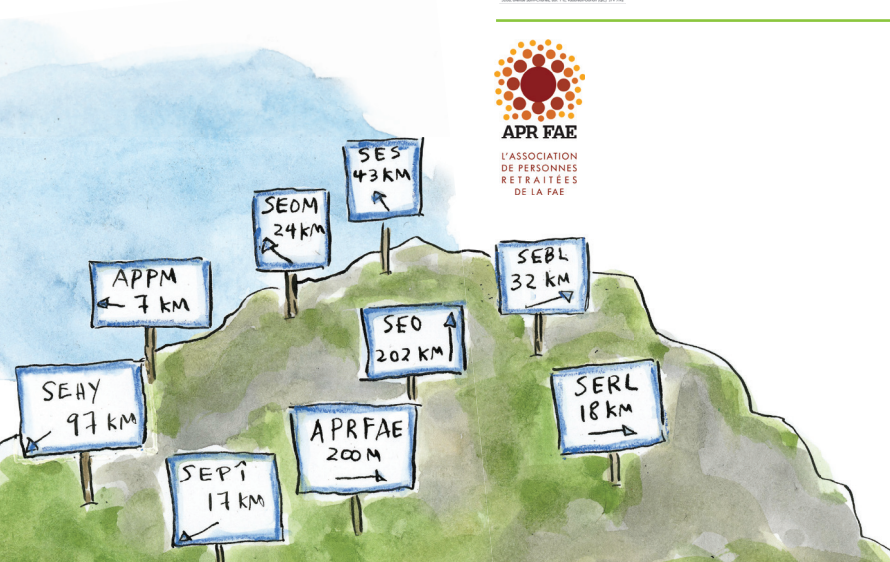 APR FAE
L'ASSOCIATION
DE PERSONNES
RETRAITÉES
DE LA FAE
SES
43 KM
SEOM
24 KM
SEBL
32 KM
APPM
7 KM
SEO
202 KM
SEHY
97 KM
SERL
18 KM
APRFAE
200 M
SEPÎ
17 KM